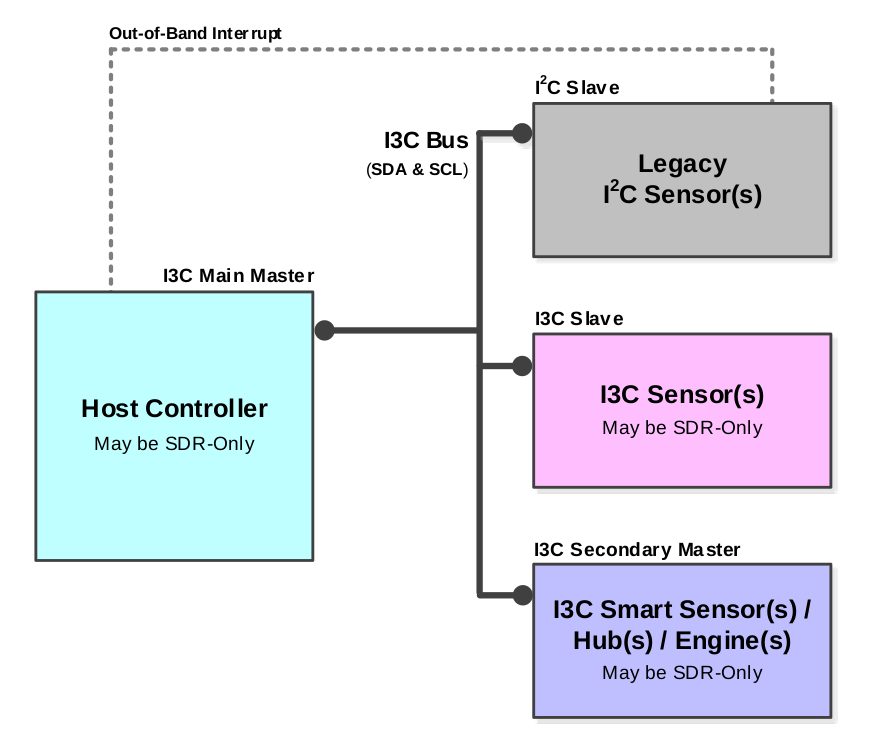 Out-of-Band Interrupt
I²C Slave
I3C Bus
(SDA & SCL)
Legacy
I²C Sensor(s)
I3C Main Master
Host Controller
May be SDR-Only
I3C Slave
I3C Sensor(s)
May be SDR-Only
I3C Secondary Master
I3C Smart Sensor(s) /
Hub(s) / Engine(s)
May be SDR-Only